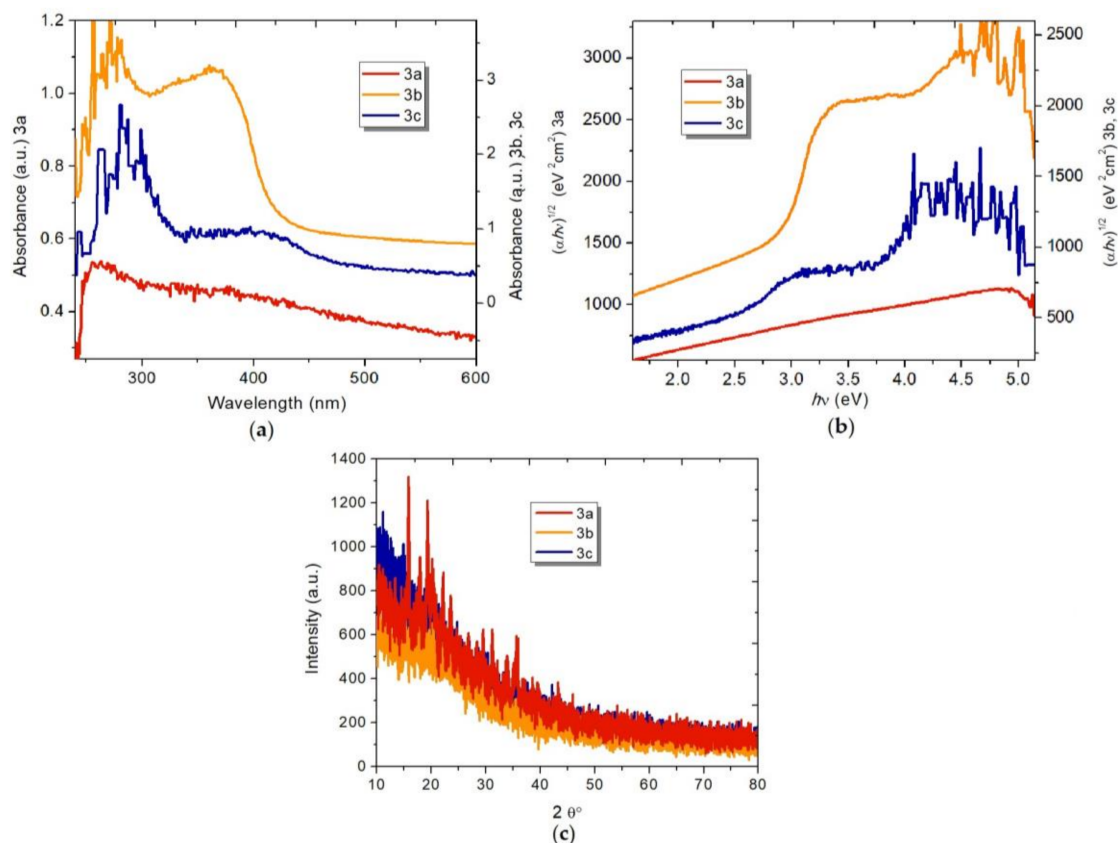 1.2
1.0
0.8
0.6
0.4
Absorbance (a.u.) 3a
3a
3b
3c
3
2
1
0
Absorbance (a.u.) 3b, 3c
300
400
500
600
Wavelength (nm)
(a)
3000
2500
2000
1500
1000
(αhν)^1/2 (eV^2cm) 3a
3a
3b
3c
2500
2000
1500
1000
500
(αhν)^1/2 (eV^2cm) 3b, 3c
2.0
2.5
3.0
3.5
4.0
4.5
5.0
hν (eV)
(b)
1400
1200
1000
800
600
400
200
0
Intensity (a.u.)
3a
3b
3c
10
20
30
40
50
60
70
80
2 θ°
(c)